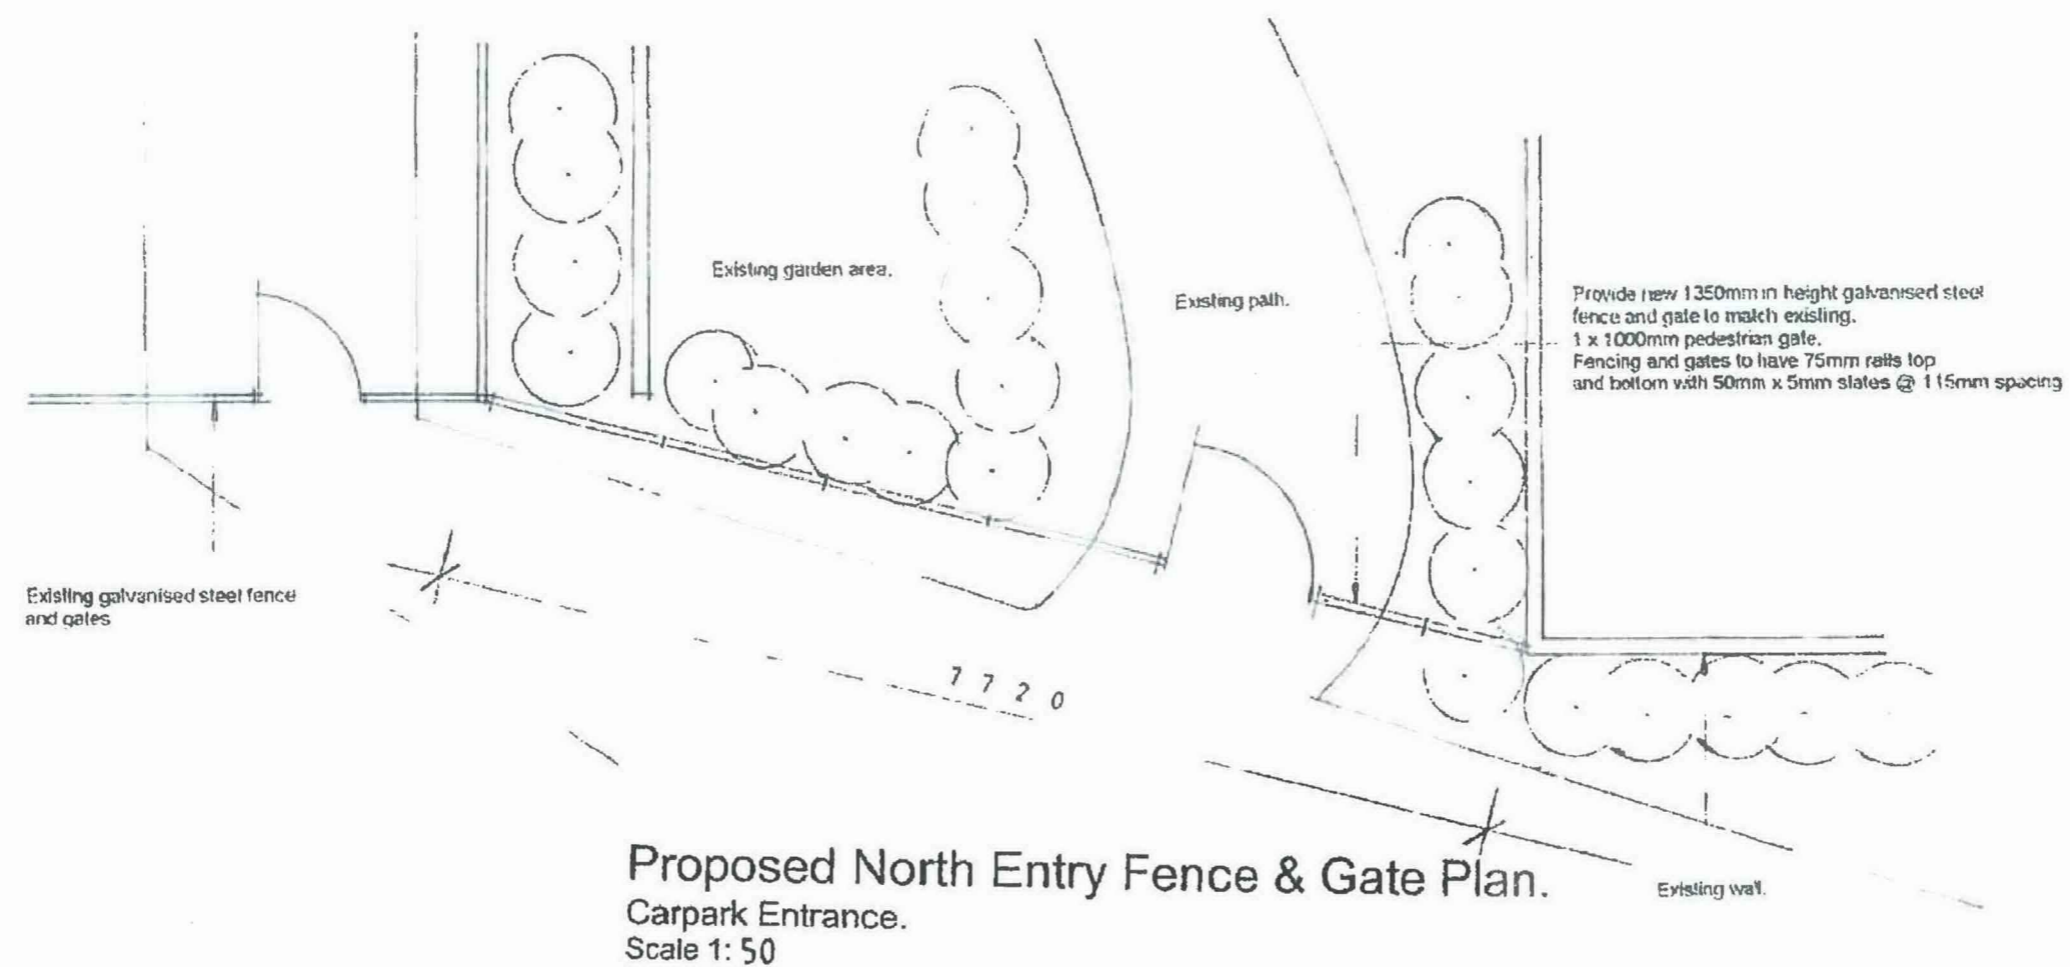 Existing garden area.
Existing path.
Provide new 1350mm in height galvanised steel
fence and gate to match existing.
1 x 1000mm pedestrian gate.
Fencing and gates to have 75mm rails top
and bottom with 50mm x 5mm slates @ 115mm spacing
Existing galvanised steel fence
and gates
7720
Proposed North Entry Fence & Gate Plan.
Carpark Entrance.
Scale 1: 50
Existing wall.